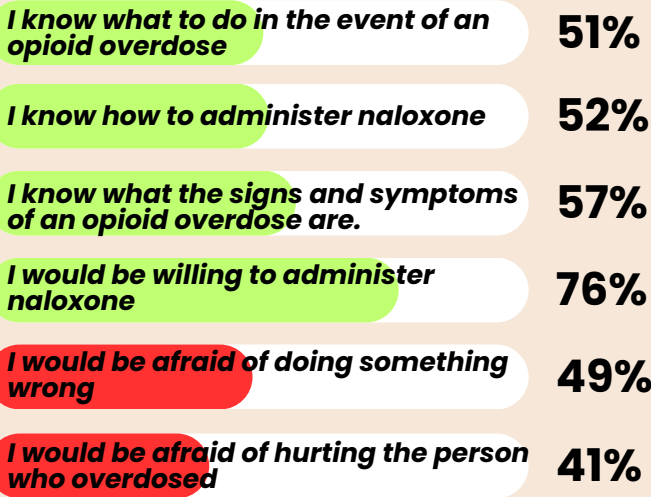 I know what to do in the event of an
opioid overdose
51%
I know how to administer naloxone
52%
I know what the signs and symptoms
of an opioid overdose are.
57%
I would be willing to administer
naloxone
76%
I would be afraid of doing something
wrong
49%
I would be afraid of hurting the person
who overdosed
41%